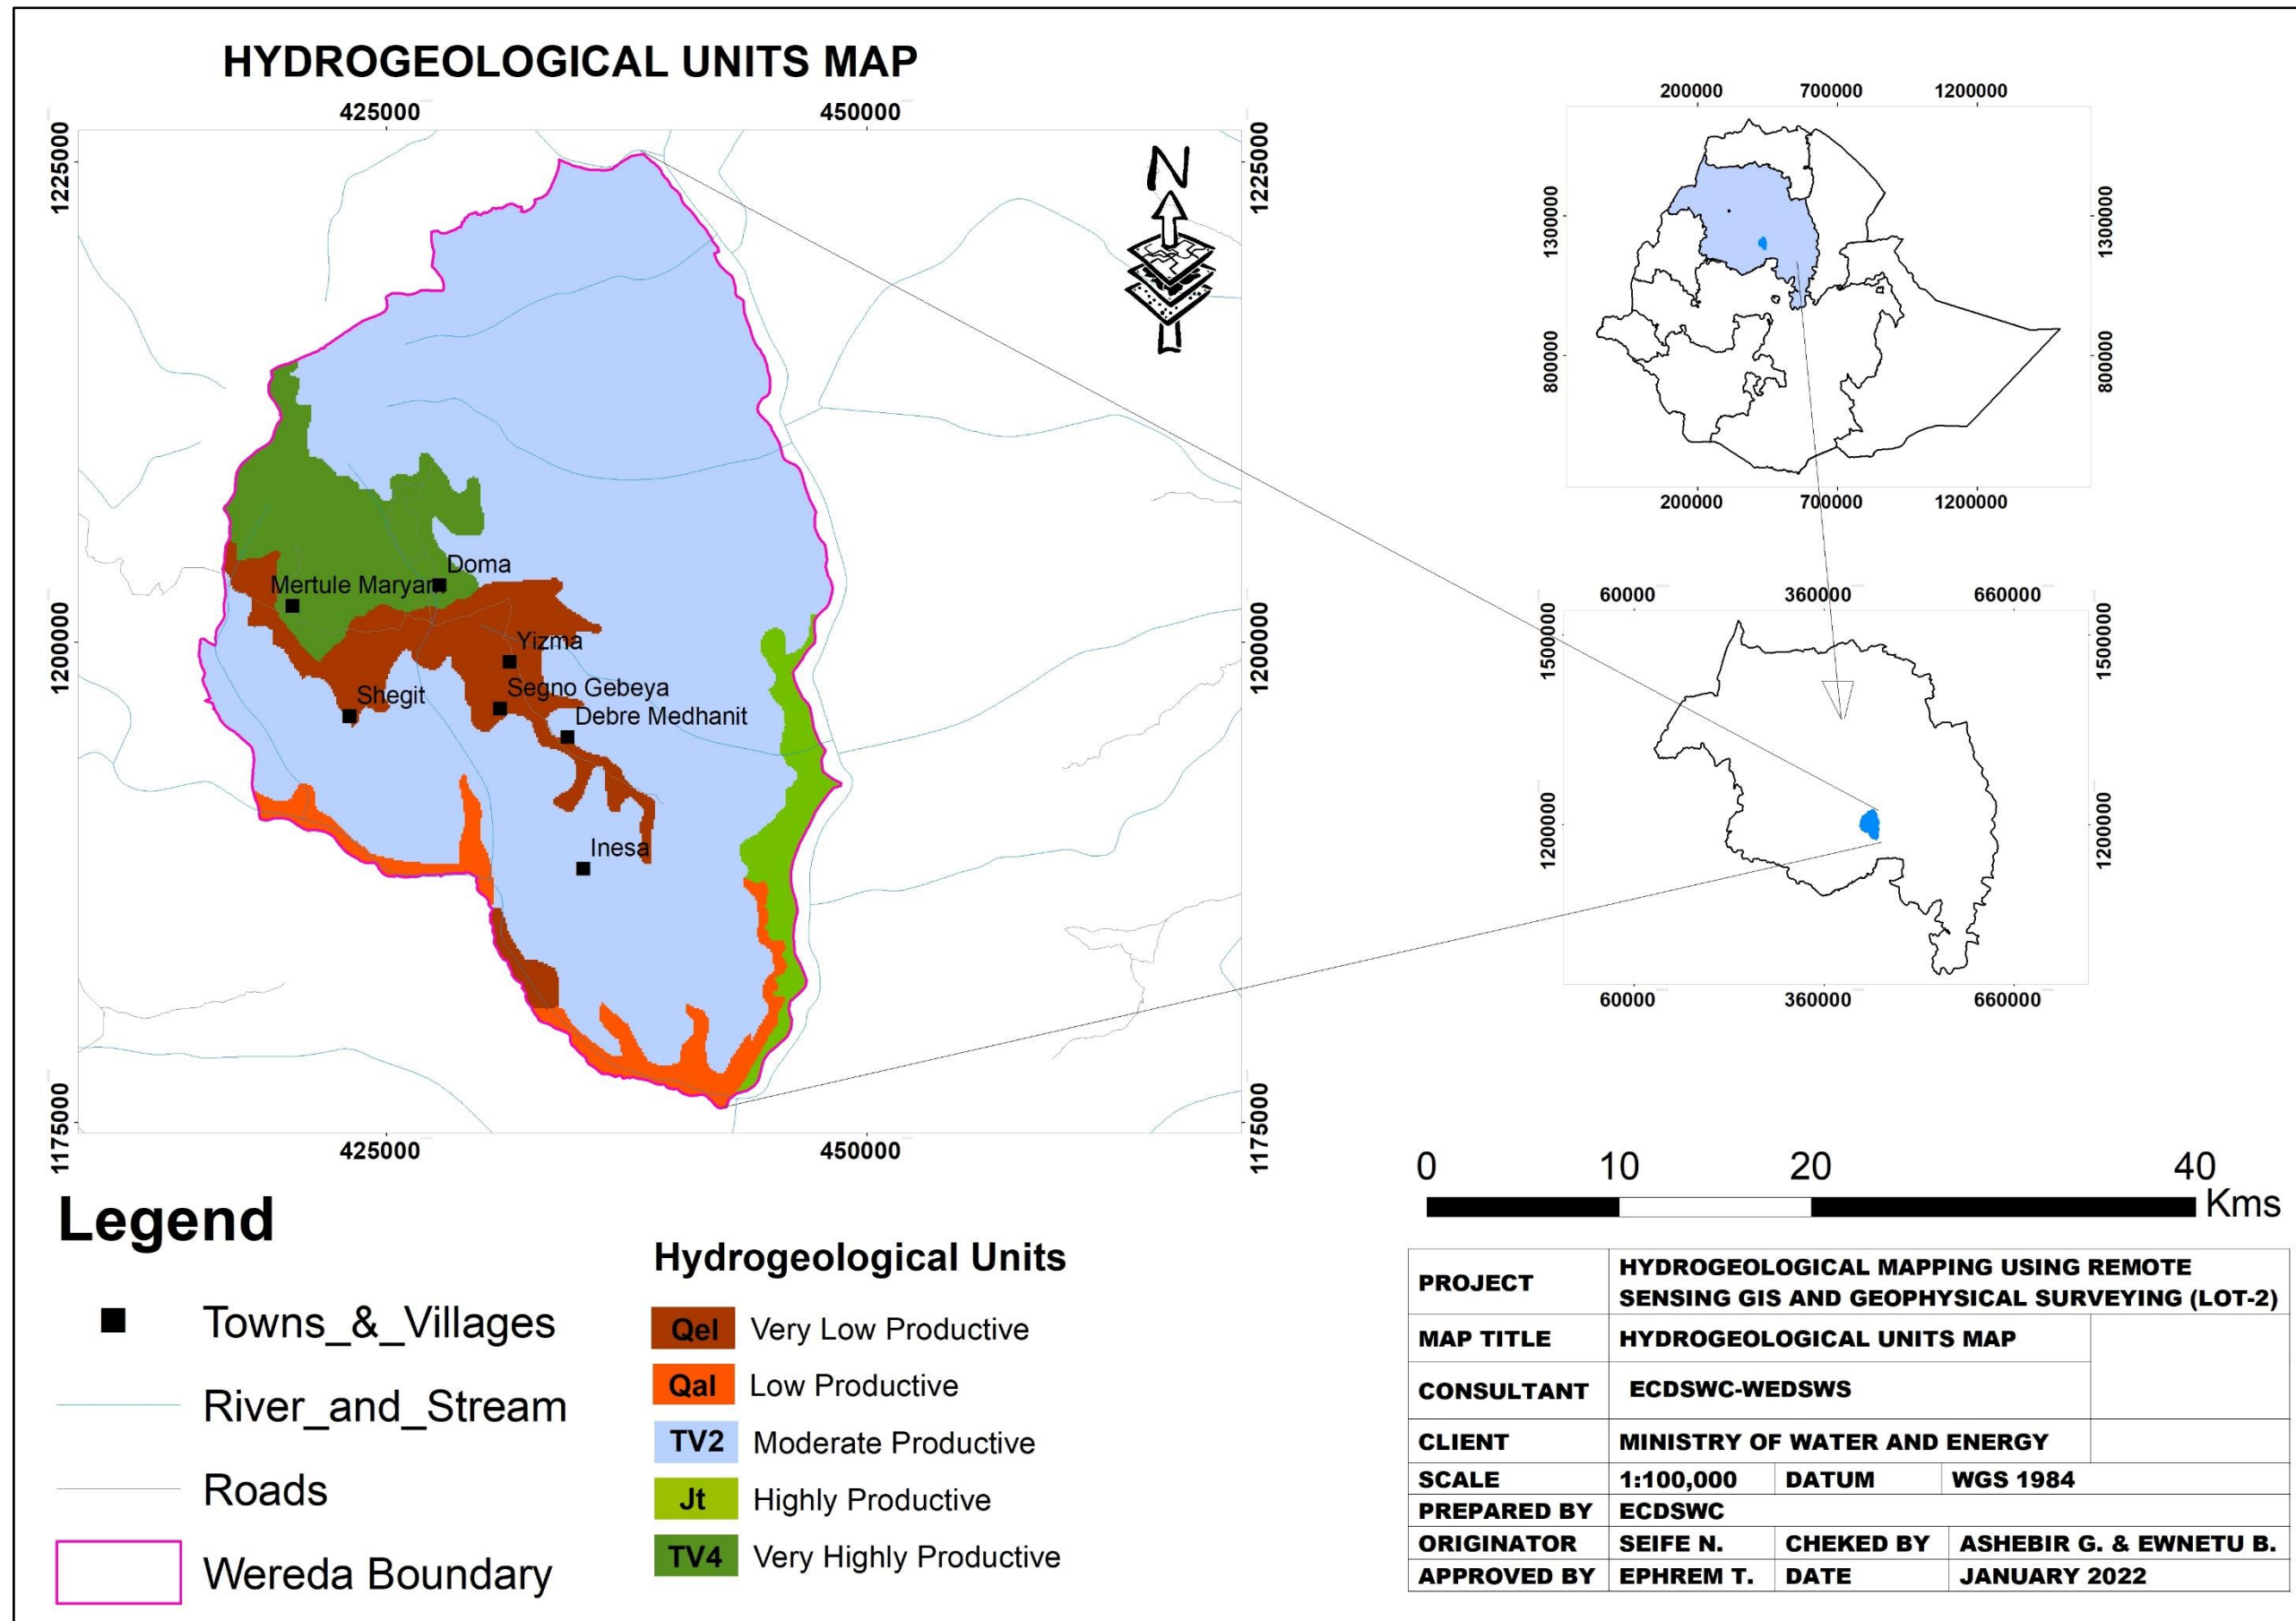 HYDROGEOLOGICAL UNITS MAP
425000 450000
1225000 1225000
1200000 1200000
1175000 1175000
425000 450000
N
Doma
Mertule Maryam
Yizma
Segno Gebeya
Shegit
Debre Medhanit
Inesa
200000 700000 1200000
1300000 1300000
800000 800000
200000 700000 1200000
60000 360000 660000
1500000 1500000
1200000 1200000
60000 360000 660000
0 10 20 40
Kms
Legend
Towns_&_Villages
River_and_Stream
Roads
Wereda Boundary
Hydrogeological Units
Qel Very Low Productive
Qal Low Productive
TV2 Moderate Productive
Jt Highly Productive
TV4 Very Highly Productive
PROJECT HYDROGEOLOGICAL MAPPING USING REMOTE
SENSING GIS AND GEOPHYSICAL SURVEYING (LOT-2)
MAP TITLE HYDROGEOLOGICAL UNITS MAP
CONSULTANT ECDSWC-WEDSWS
CLIENT MINISTRY OF WATER AND ENERGY
SCALE 1:100,000 DATUM WGS 1984
PREPARED BY ECDSWC
ORIGINATOR SEIFE N. CHEKED BY ASHEBIR G. & EWNETU B.
APPROVED BY EPHREM T. DATE JANUARY 2022